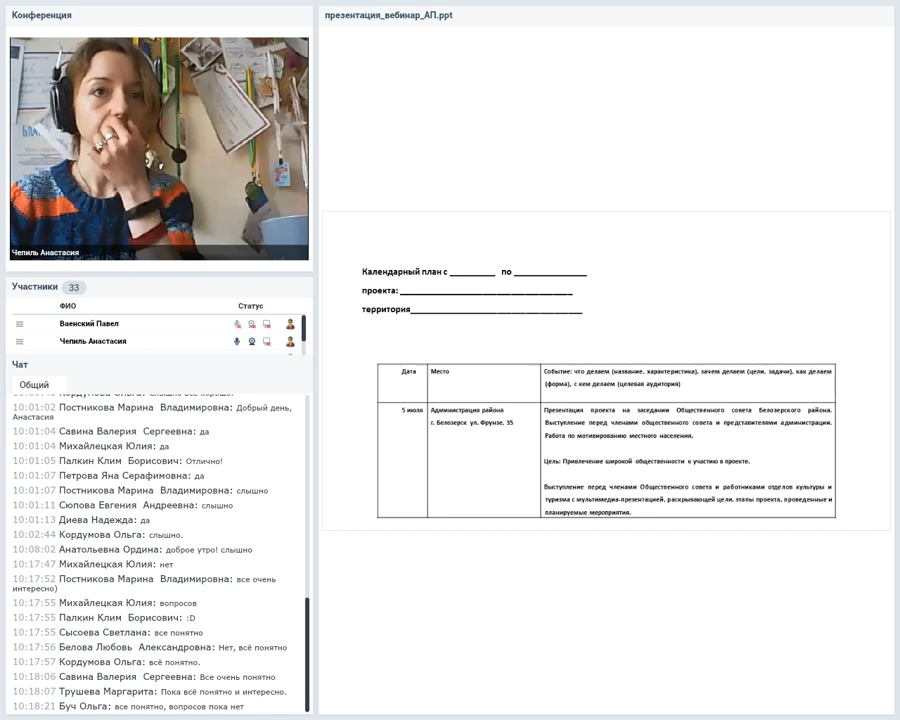 Конференция
Чепиль Анастасия
Участники 33
ФИО Статус
Ваенский Павел
Чепиль Анастасия
Чат
Общий
10:01:02 Постникова Марина Владимировна: Добрый день,
Анастасия
10:01:04 Савина Валерия Сергеевна: да
10:01:04 Михайлецкая Юлия: да
10:01:05 Палкин Клим Борисович: Отлично!
10:01:07 Петрова Яна Серафимовна: да
10:01:07 Постникова Марина Владимировна: слышно
10:01:11 Сюпова Евгения Андреевна: слышно
10:01:13 Диева Надежда: да
10:02:44 Кордумова Ольга: слышно.
10:08:02 Анатольевна Ордина: доброе утро! слышно
10:17:47 Михайлецкая Юлия: нет
10:17:52 Постникова Марина Владимировна: все очень
интересно)
10:17:55 Михайлецкая Юлия: вопросов
10:17:55 Палкин Клим Борисович: :D
10:17:55 Сысоева Светлана: все понятно
10:17:56 Белова Любовь Александровна: Нет, всё понятно
10:17:57 Кордумова Ольга: всё понятно.
10:18:06 Савина Валерия Сергеевна: Все очень понятно
10:18:07 Трушева Маргарита: Пока всё понятно и интересно.
10:18:21 Буч Ольга: все понятно, вопросов пока нет
презентация_вебинар_АП.ppt
Календарный план с __________ по ________________
проекта: ______________________________________
территория______________________________________
Дата Место Событие: что делаем (название, характеристика), зачем делаем (цели, задачи), как делаем
(форма), с кем делаем (целевая аудитория)
5 июля Администрация района
г. Белозерск ул. Фрунзе, 35
Презентация проекта на заседании Общественного совета Белозерского района.
Выступление перед членами общественного совета и представителями администрации.
Работа по мотивированию местного населения.
Цель: Привлечение широкой общественности к участию в проекте.
Выступление перед членами Общественного совета и работниками отделов культуры и
туризма с мультимедиа-презентацией, раскрывающей цели, этапы проекта, проведенные и
планируемые мероприятия.